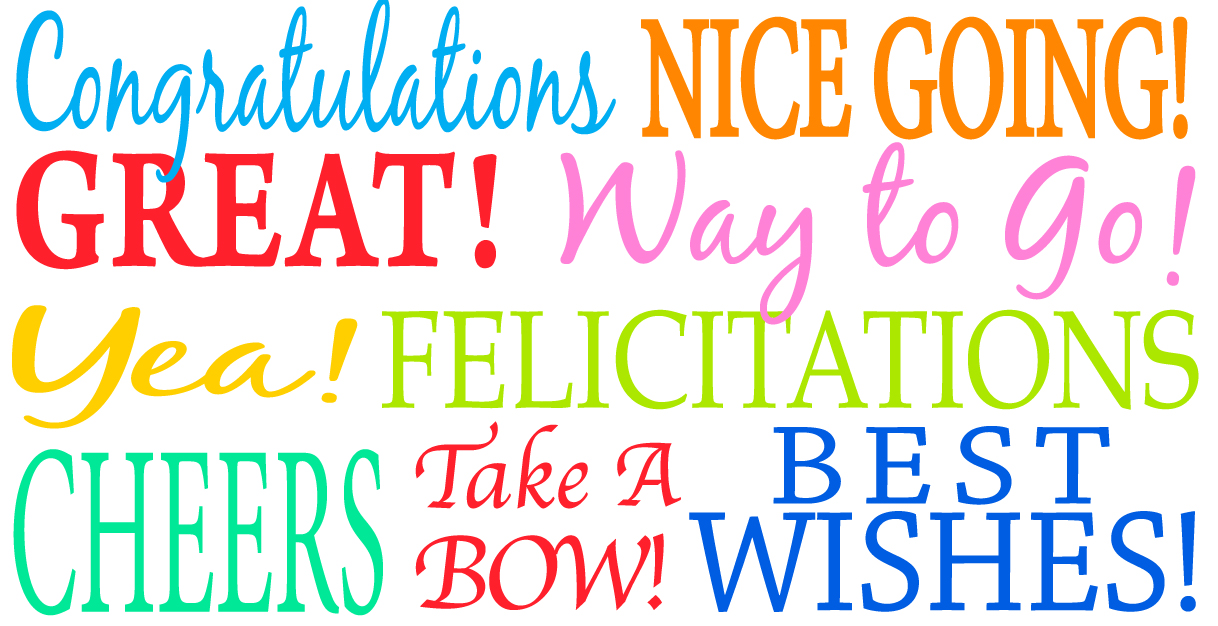 Congratulations NICE GOING!
GREAT! Way to Go!
Yea! FELICITATIONS
CHEERS
Take A
BOW!
BEST
WISHES!